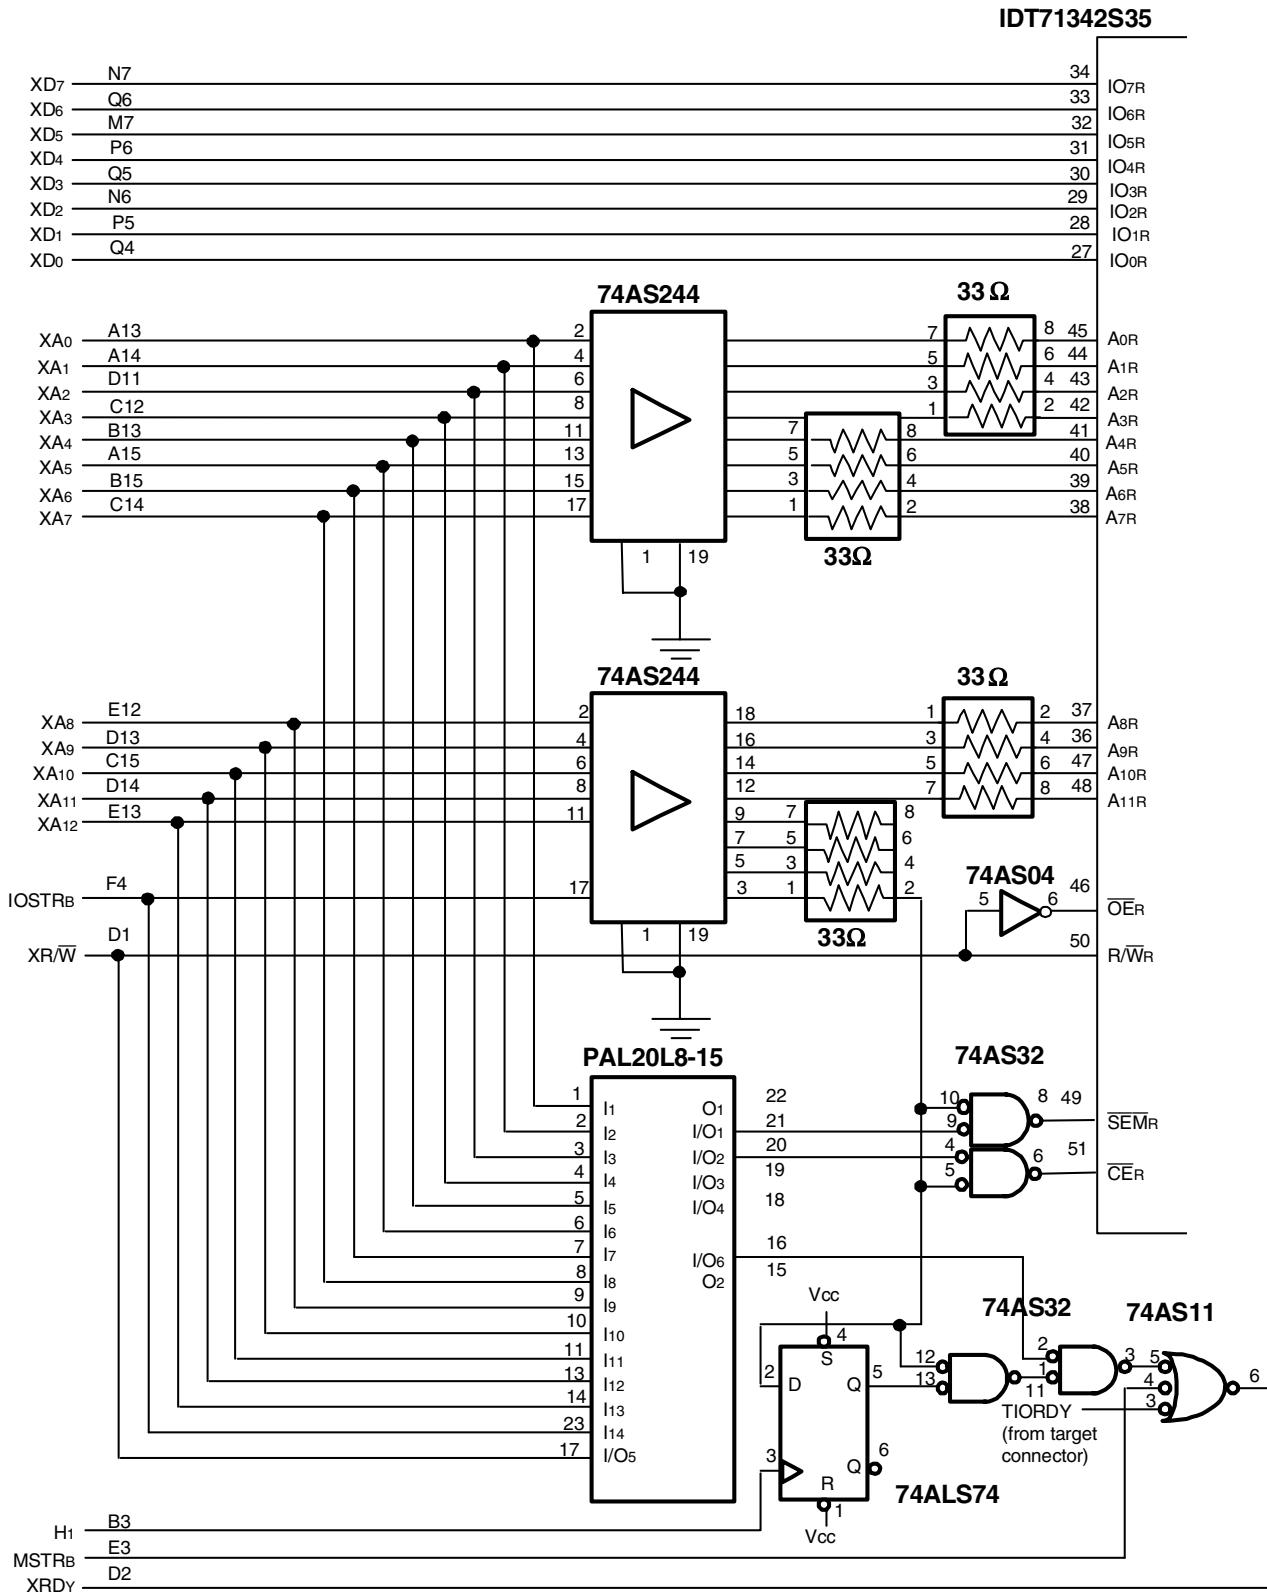 IDT71342S35
XD7 N7 34 IO7R
XD6 Q6 33 IO6R
XD5 M7 32 IO5R
XD4 P6 31 IO4R
XD3 Q5 30 IO3R
XD2 N6 29 IO2R
XD1 P5 28 IO1R
XD0 Q4 27 IO0R
74AS244 33 Ω
XA0 A13 2 7 8 45 A0R
XA1 A14 4 5 6 44 A1R
XA2 D11 6 3 4 43 A2R
XA3 C12 8 1 2 42 A3R
XA4 B13 11 7 8 41 A4R
XA5 A15 13 5 6 40 A5R
XA6 B15 15 3 4 39 A6R
XA7 C14 17 1 2 38 A7R
1 19 33Ω
74AS244 33 Ω
XA8 E12 2 18 1 2 37 A8R
XA9 D13 4 16 3 4 36 A9R
XA10 C15 6 14 5 6 47 A10R
XA11 D14 8 12 7 8 48 A11R
XA12 E13 11 9 7 8
7 5 6
5 3 4
IOSTRB F4 17 3 1 2
74AS04
5 6 46 OER
1 19 33Ω
XR/W D1 50 R/WR
PAL20L8-15 74AS32
1 I1 O1 22
2 I2 I/O1 21
3 I3 I/O2 20
4 I4 I/O3 19
5 I5 I/O4 18
6 I6
7 I7 I/O6 16
8 I8 O2 15
9 I9
10 I10
11 I11
13 I12
14 I13
23 I14
17 I/O5
10 9 8 49 SEMR
4 5 6 51 CER
Vcc 74AS32 74AS11
4 S
2 D Q 5
12 13 11
2 1 3
5 4 3 6
TIORDY
(from target
connector)
3 Q 6
R 1
74ALS74
Vcc
H1 B3
MSTRB E3
XRDY D2